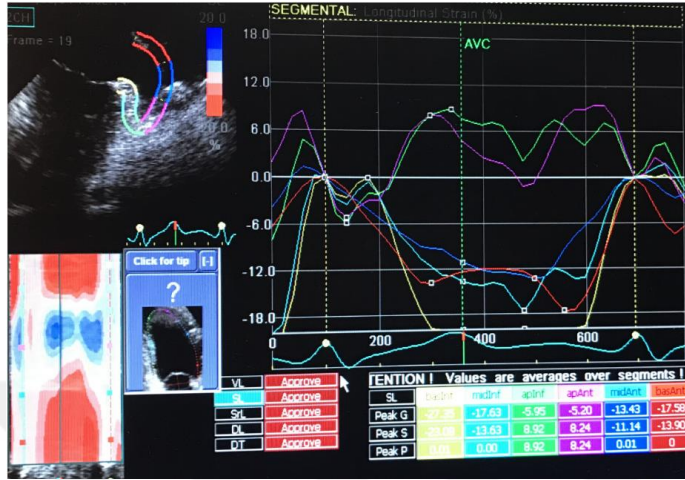 SEGMENTAL: Longitudinal Strain (%)
2CH
Frame = 19
20.0
%
AVC
18.0
12.0
6.0
0.0
-6.0
-12.0
-18.0
0
200
400
600
Click for tip [-]
?
VL Approve
SL Approve
SrL Approve
DL Approve
DT Approve
TENTION ! Values are averages over segments !
SL basInf midInf apInf apAnt midAnt basAnt
Peak G -27.35 -17.63 -5.95 -5.20 -13.43 -17.58
Peak S -13.63 8.92 8.24 -11.14 -13.90
Peak P 0.00 8.92 8.24 0.01 0